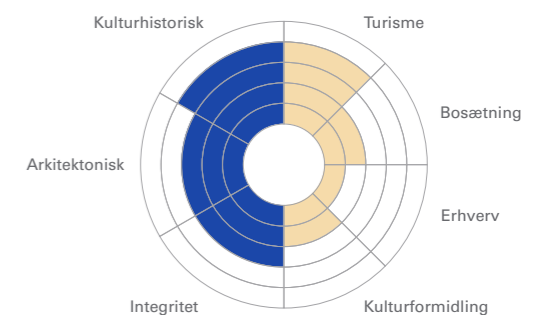 Kulturhistorisk
Turisme
Bosætning
Arkitektonisk
Erhverv
Integritet
Kulturformidling